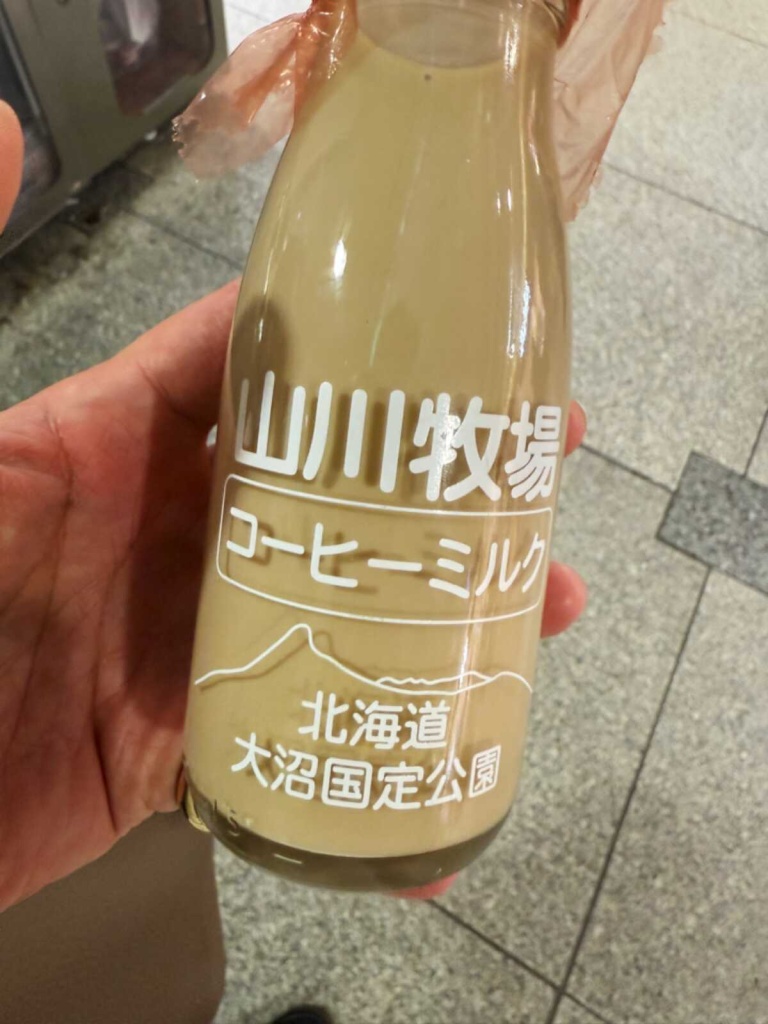 山川牧場
コーヒーミルク
北海道
大沼国定公園